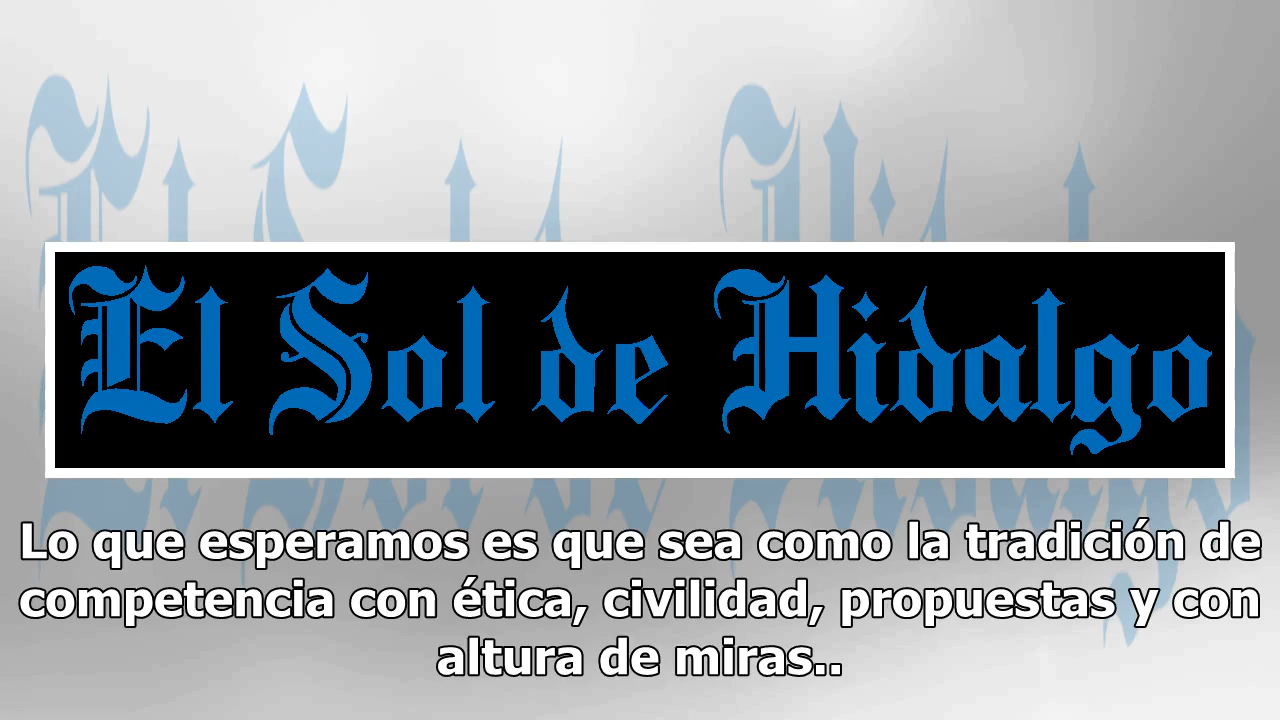 El Sol de Hidalgo
Lo que esperamos es que sea como la tradición de
competencia con ética, civilidad, propuestas y con
altura de miras..